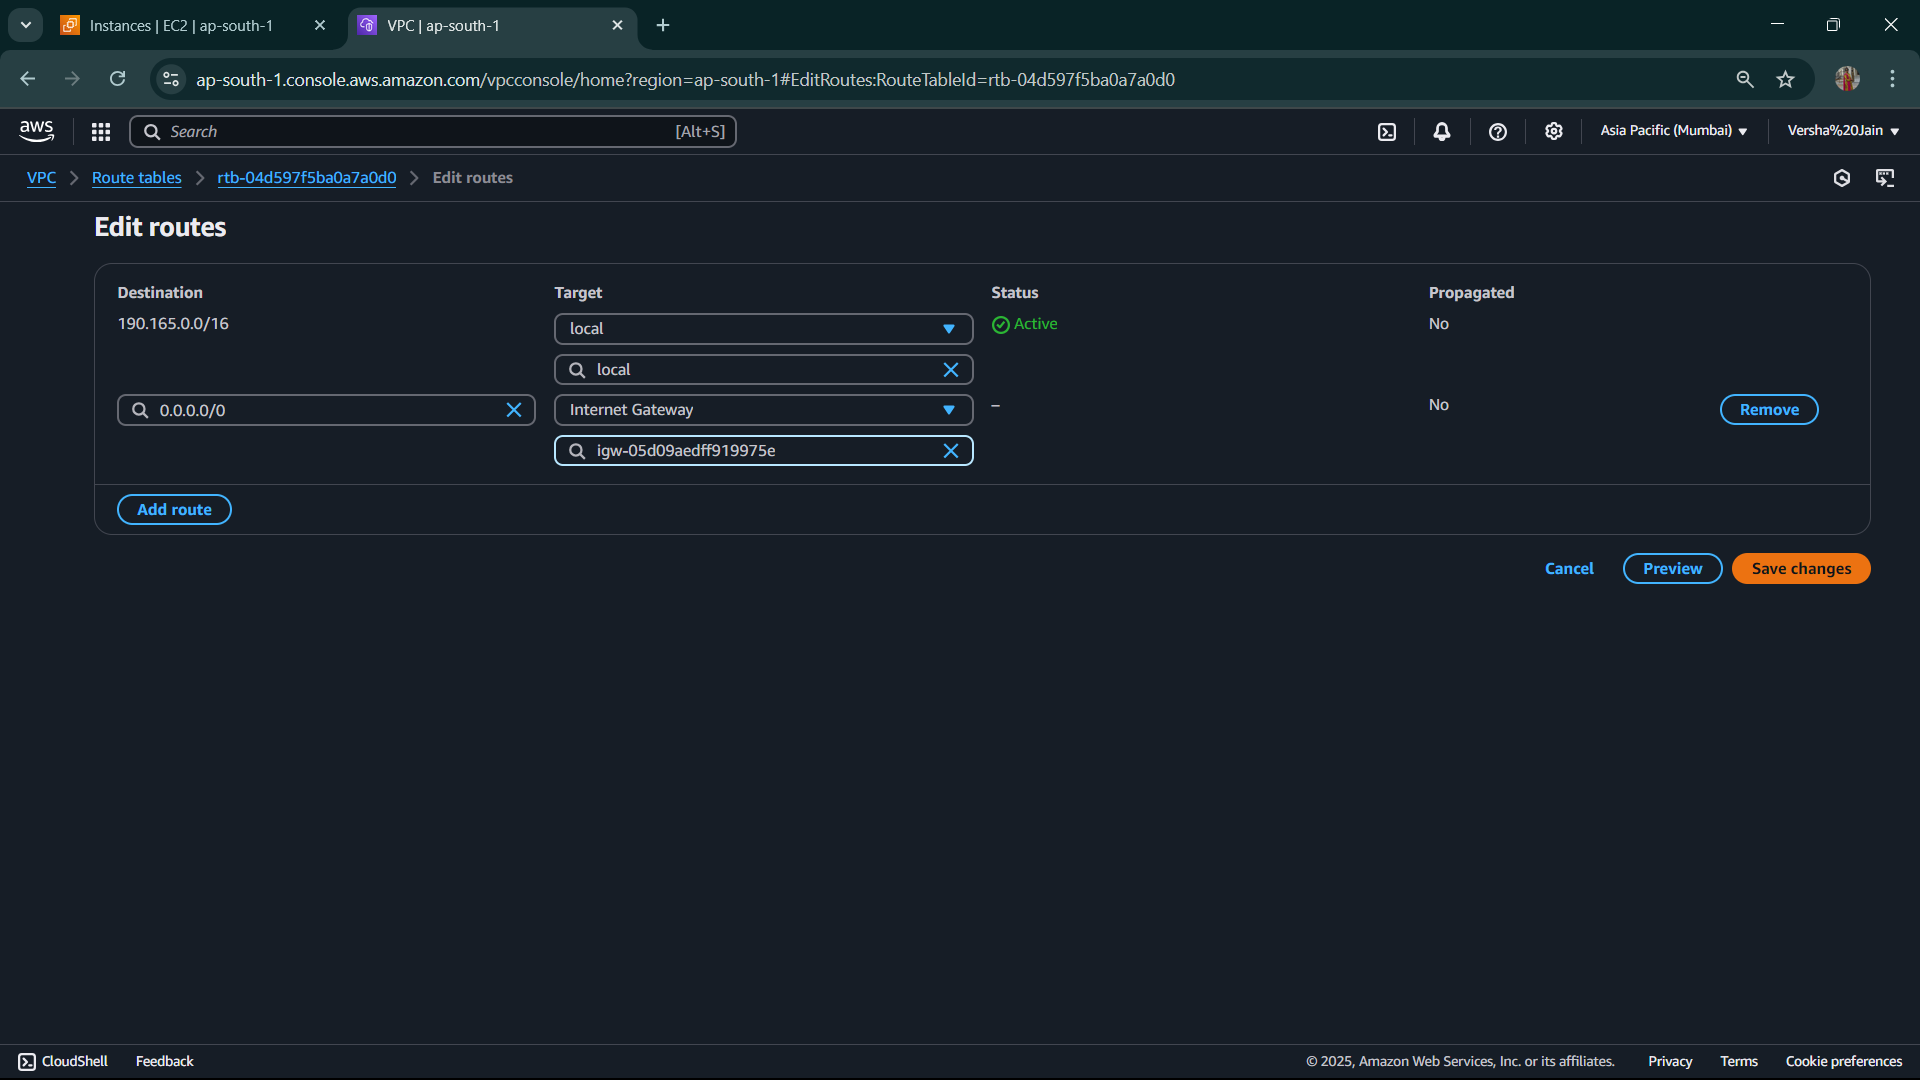 Instances | EC2 | ap-south-1
VPC | ap-south-1
ap-south-1.console.aws.amazon.com/vpcconsole/home?region=ap-south-1#EditRoutes:RouteTableId=rtb-04d597f5ba0a7a0d0
aws
Search [Alt+S]
Asia Pacific (Mumbai)
Versha%20Jain
VPC
Route tables
rtb-04d597f5ba0a7a0d0
Edit routes
Edit routes
Destination Target Status Propagated
190.165.0.0/16 local Active No
local
0.0.0.0/0 Internet Gateway – No Remove
igw-05d09aedff919975e
Add route
Cancel Preview Save changes
CloudShell Feedback © 2025, Amazon Web Services, Inc. or its affiliates. Privacy Terms Cookie preferences